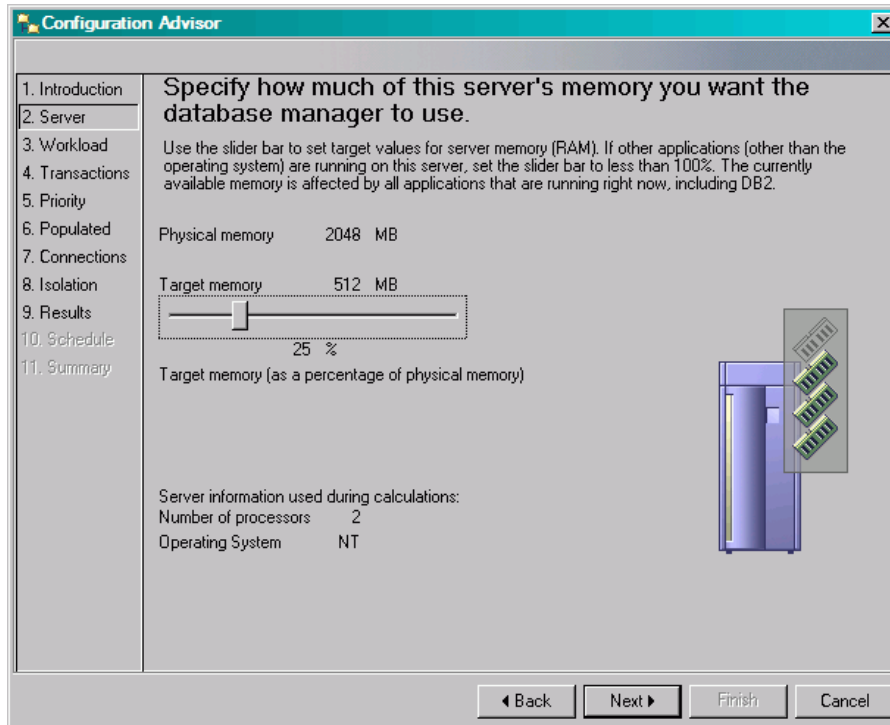 Configuration Advisor
1. Introduction
2. Server
3. Workload
4. Transactions
5. Priority
6. Populated
7. Connections
8. Isolation
9. Results
10. Schedule
11. Summary
Specify how much of this server's memory you want the
database manager to use.
Use the slider bar to set target values for server memory (RAM). If other applications (other than the
operating system) are running on this server, set the slider bar to less than 100%. The currently
available memory is affected by all applications that are running right now, including DB2.
Physical memory 2048 MB
Target memory 512 MB
25 %
Target memory (as a percentage of physical memory)
Server information used during calculations:
Number of processors 2
Operating System NT
Back Next Finish Cancel